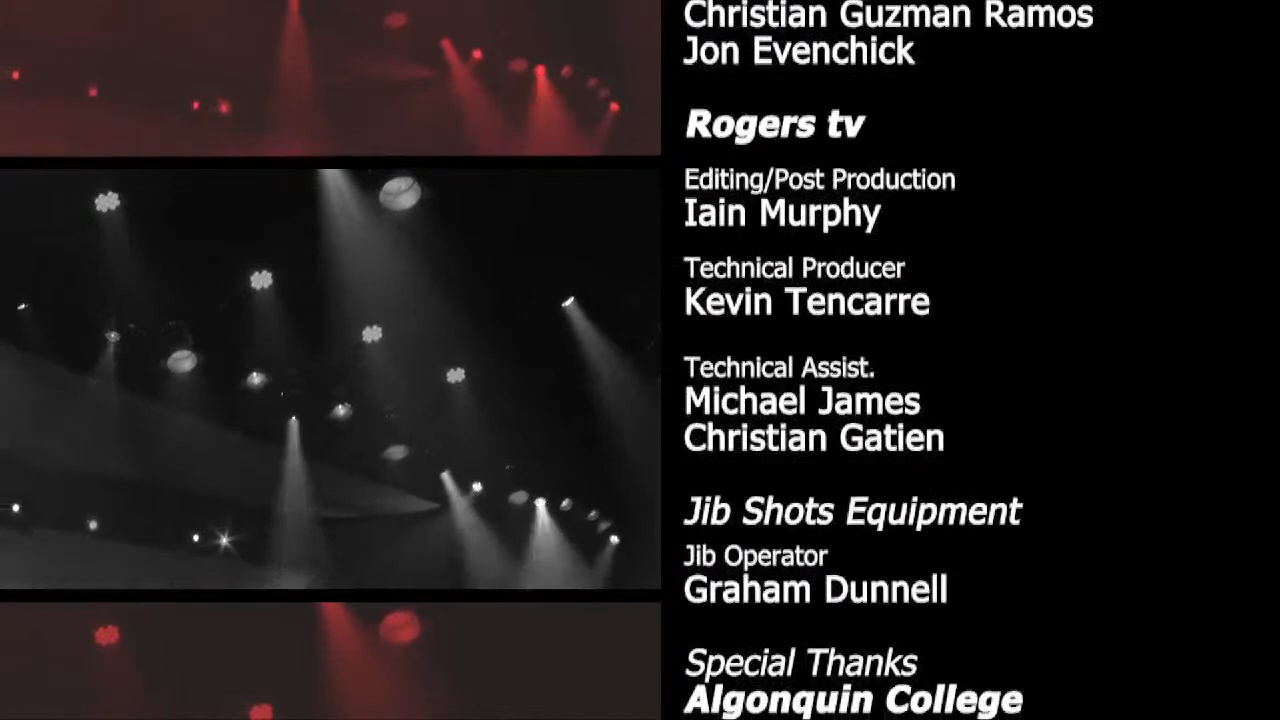 Christian Guzman Ramos
Jon Evenchick
Rogers tv
Editing/Post Production
Iain Murphy
Technical Producer
Kevin Tencarre
Technical Assist.
Michael James
Christian Gatien
Jib Shots Equipment
Jib Operator
Graham Dunnell
Special Thanks
Algonquin College